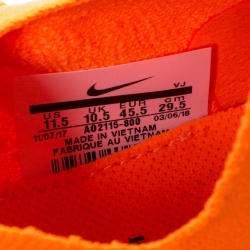 VJ
US UK EUR cm
11.5 10.5 45.5 29.5
11/07/17 03/06/18
AO2115-800
MADE IN VIETNAM
FABRIQUE AU VIETNAM